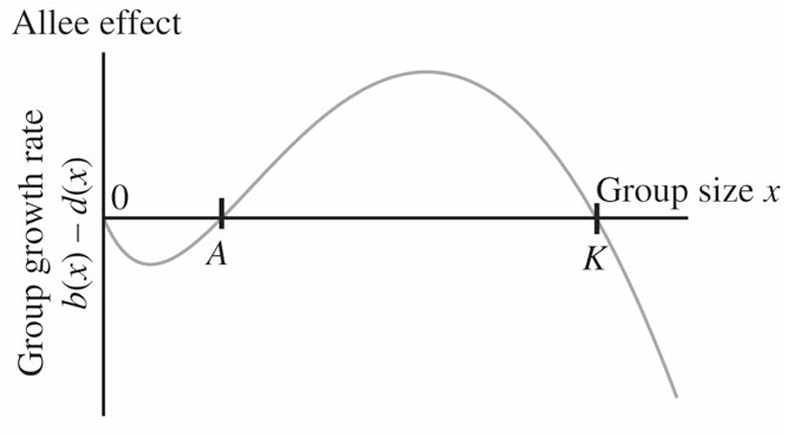 Allee effect
Group growth rate
b(x) − d(x)
0
Group size x
A
K